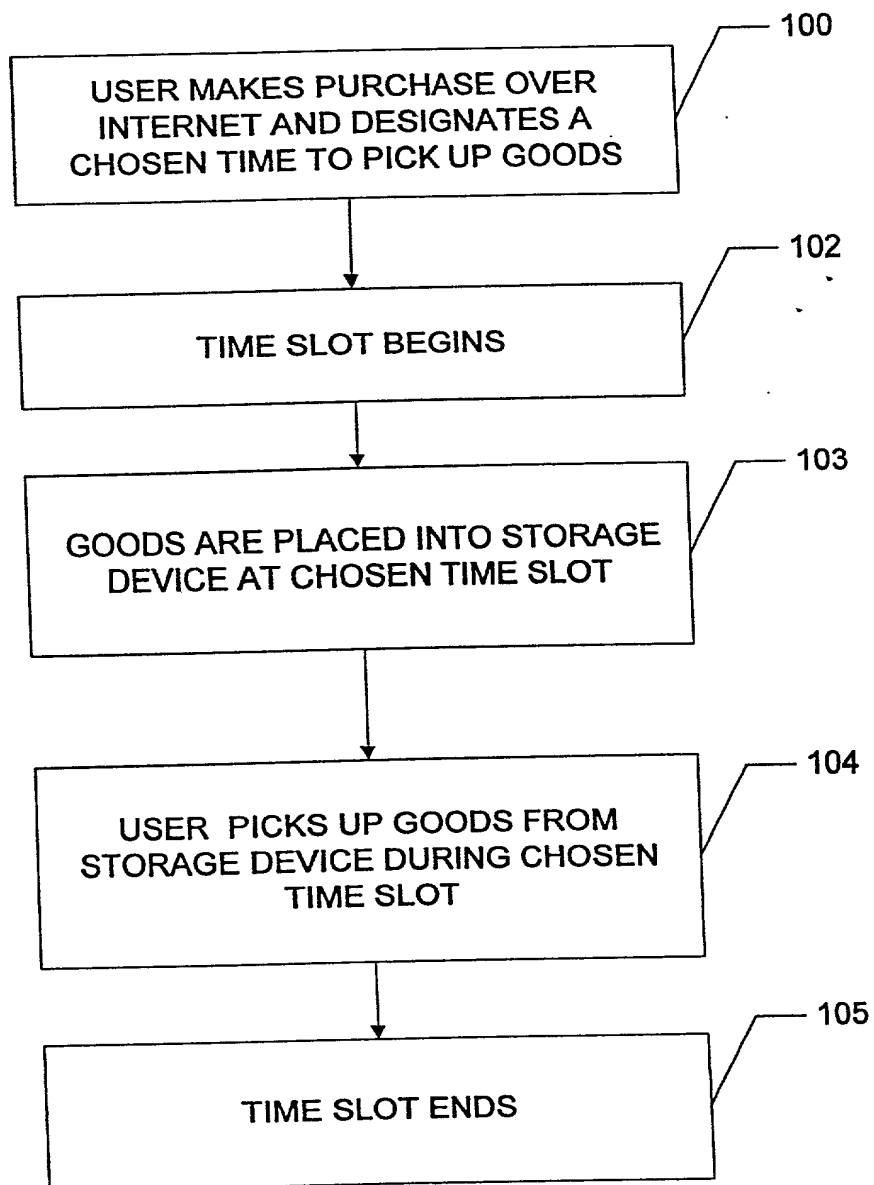 100
USER MAKES PURCHASE OVER
INTERNET AND DESIGNATES A
CHOSEN TIME TO PICK UP GOODS
102
TIME SLOT BEGINS
103
GOODS ARE PLACED INTO STORAGE
DEVICE AT CHOSEN TIME SLOT
104
USER PICKS UP GOODS FROM
STORAGE DEVICE DURING CHOSEN
TIME SLOT
105
TIME SLOT ENDS